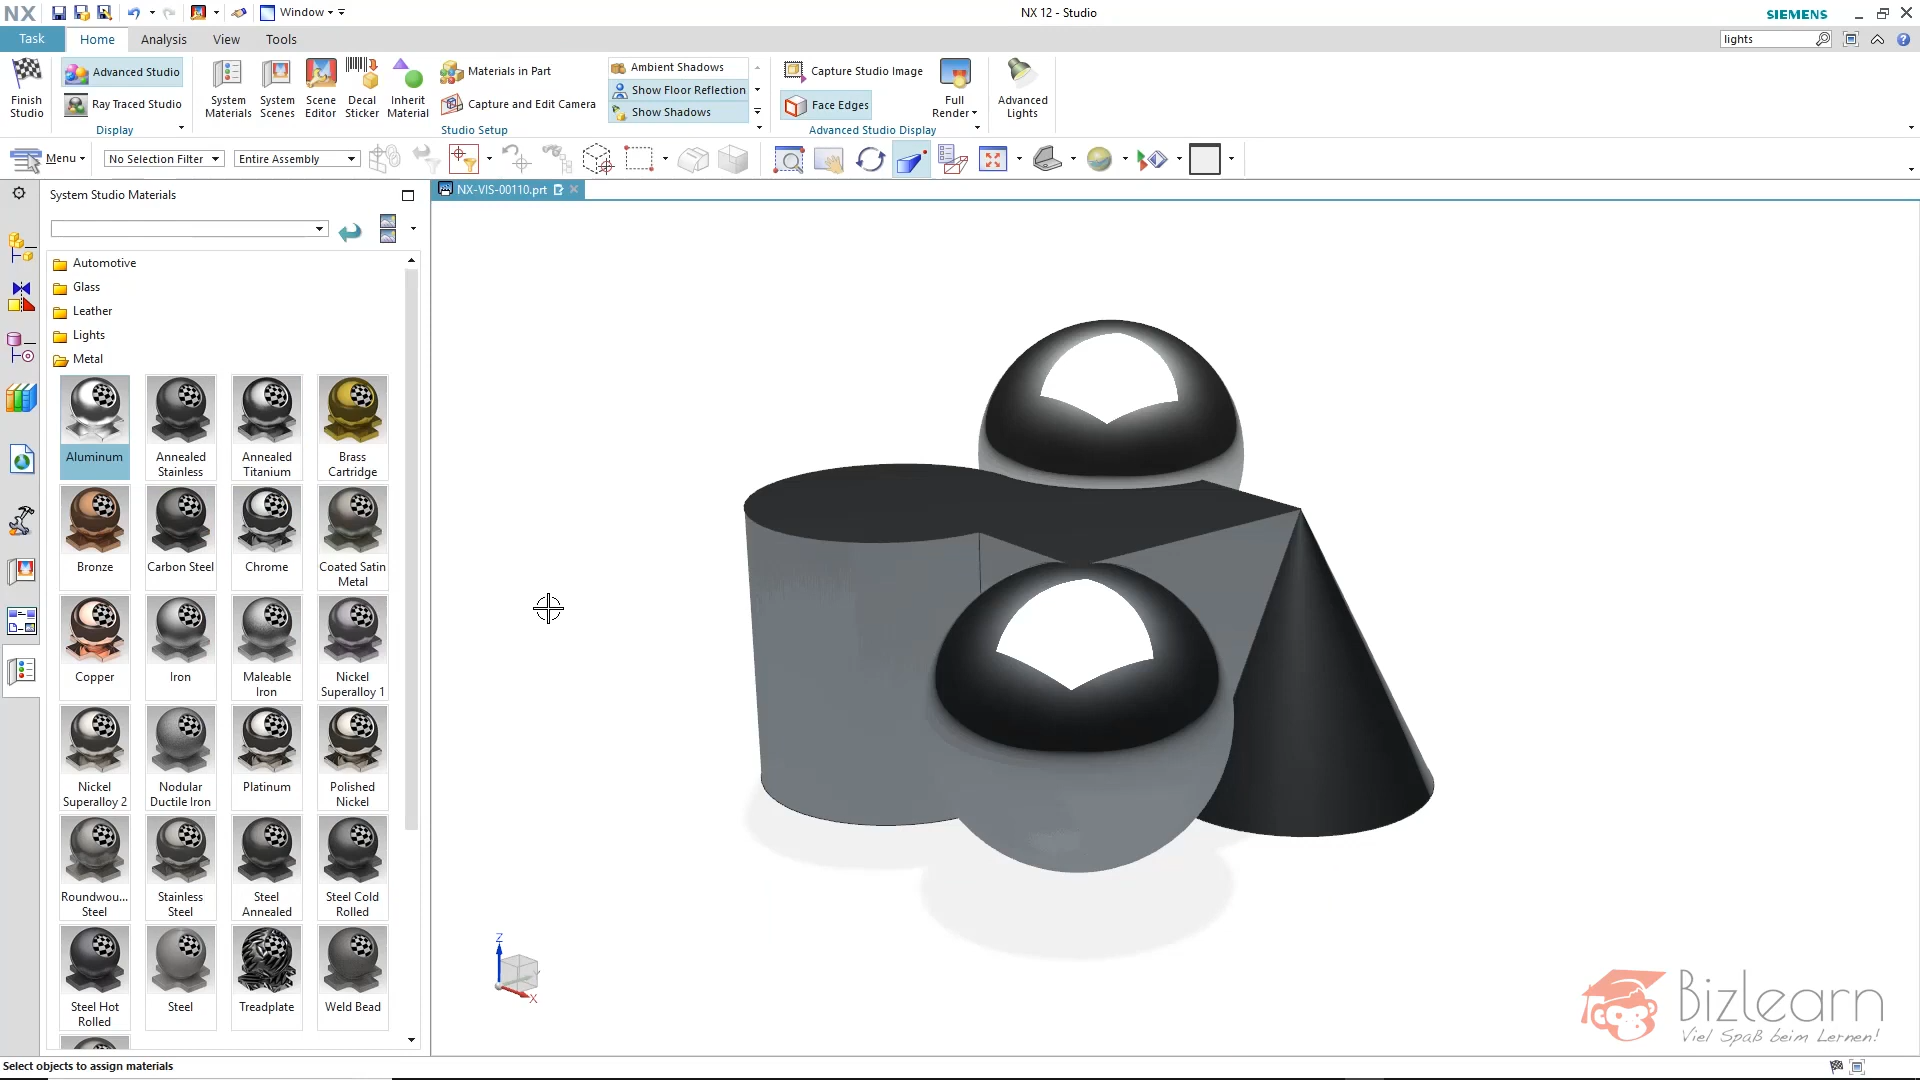 NX
Window
NX 12 - Studio
SIEMENS
Task
Home
Analysis
View
Tools
lights
Finish
Studio
Advanced Studio
Ray Traced Studio
Display
System
Materials
System
Scenes
Scene
Editor
Decal
Sticker
Inherit
Material
Materials in Part
Capture and Edit Camera
Studio Setup
Ambient Shadows
Show Floor Reflection
Show Shadows
Capture Studio Image
Face Edges
Full
Render
Advanced Studio Display
Advanced
Lights
Menu
No Selection Filter
Entire Assembly
System Studio Materials
NX-VIS-00110.prt
Automotive
Glass
Leather
Lights
Metal
Aluminum
Annealed
Stainless
Annealed
Titanium
Brass
Cartridge
Bronze
Carbon Steel
Chrome
Coated Satin
Metal
Copper
Iron
Maleable
Iron
Nickel
Superalloy 1
Nickel
Superalloy 2
Nodular
Ductile Iron
Platinum
Polished
Nickel
Roundwou...
Steel
Stainless
Steel
Steel
Annealed
Steel Cold
Rolled
Steel Hot
Rolled
Steel
Treadplate
Weld Bead
Z
X
Bizlearn
Viel Spaß beim Lernen!
Select objects to assign materials